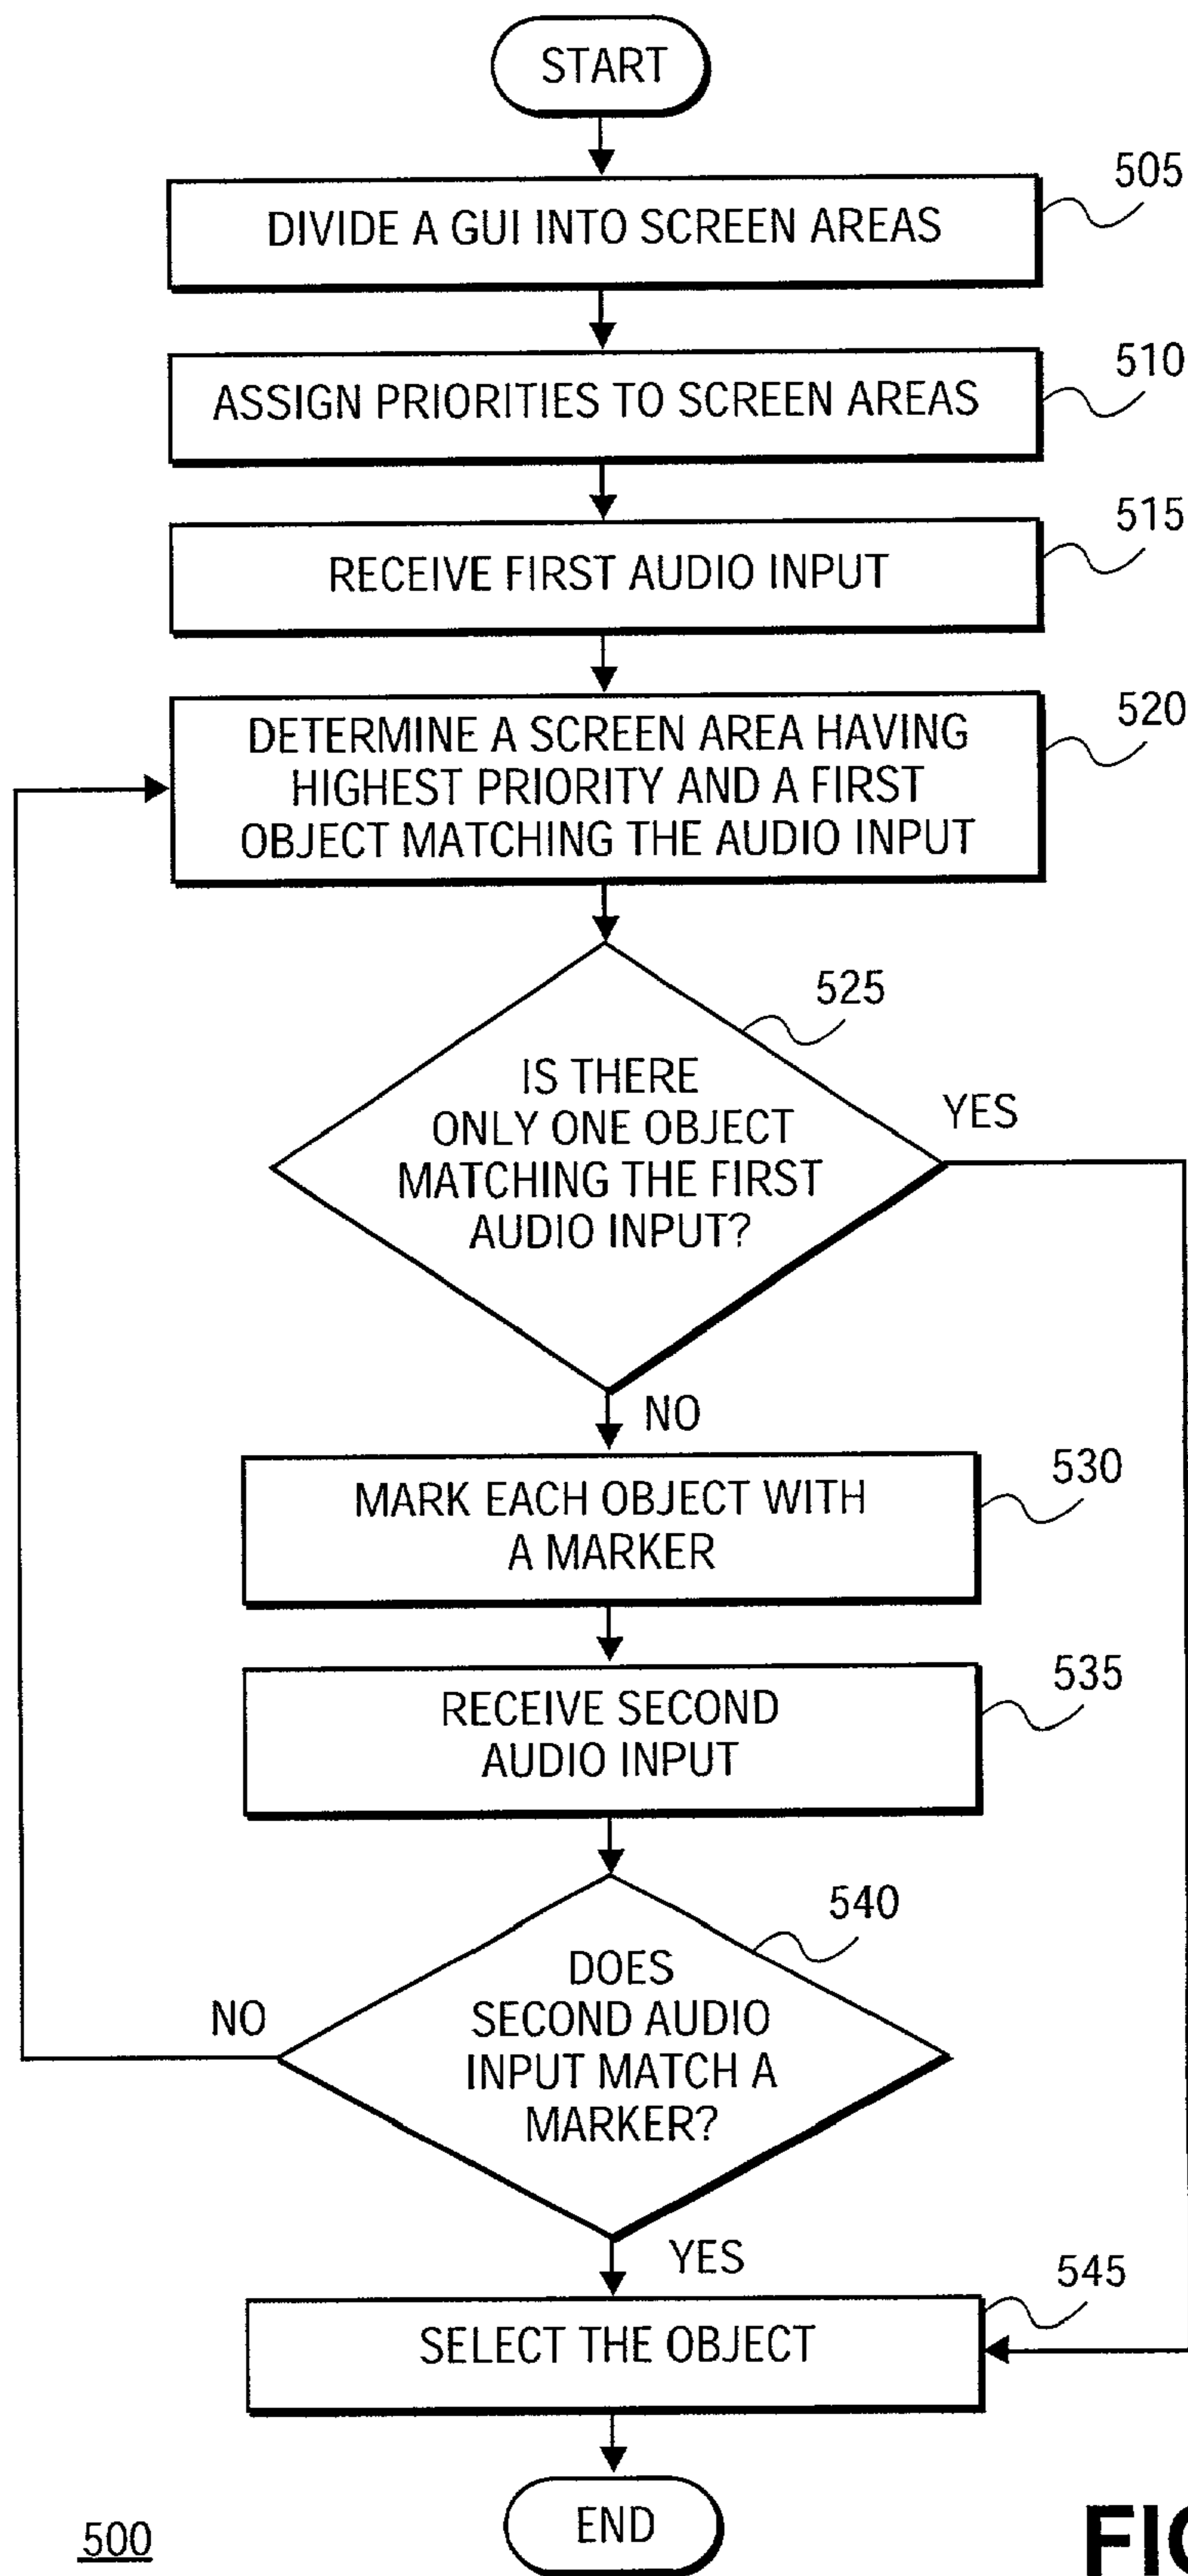 START
DIVIDE A GUI INTO SCREEN AREAS
505
ASSIGN PRIORITIES TO SCREEN AREAS
510
RECEIVE FIRST AUDIO INPUT
515
DETERMINE A SCREEN AREA HAVING
HIGHEST PRIORITY AND A FIRST
OBJECT MATCHING THE AUDIO INPUT
520
525
IS THERE
ONLY ONE OBJECT
MATCHING THE FIRST
AUDIO INPUT?
YES
NO
MARK EACH OBJECT WITH
A MARKER
530
RECEIVE SECOND
AUDIO INPUT
535
540
DOES
SECOND AUDIO
INPUT MATCH A
MARKER?
NO
YES
SELECT THE OBJECT
545
END
500